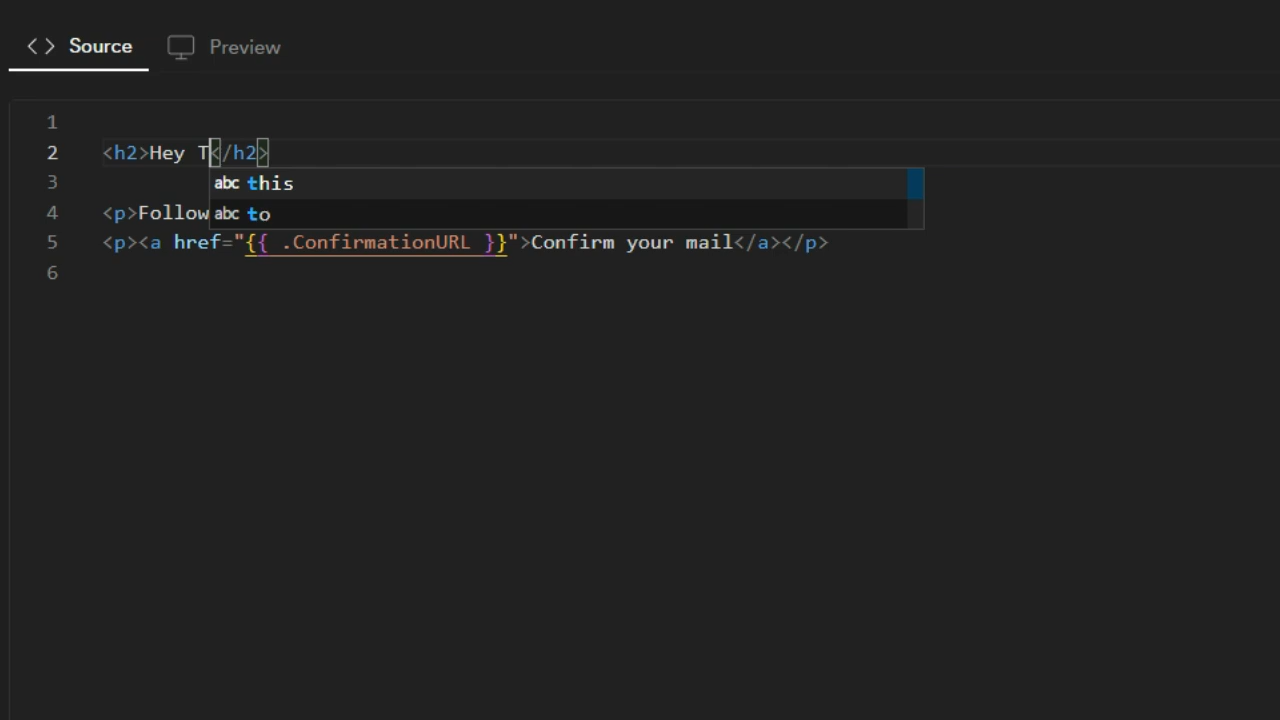 Source Preview
1
2 <h2>Hey T</h2>
3 abc this
4 <p>Follow abc to
5 <p><a href="{{ .ConfirmationURL }}">Confirm your mail</a></p>
6